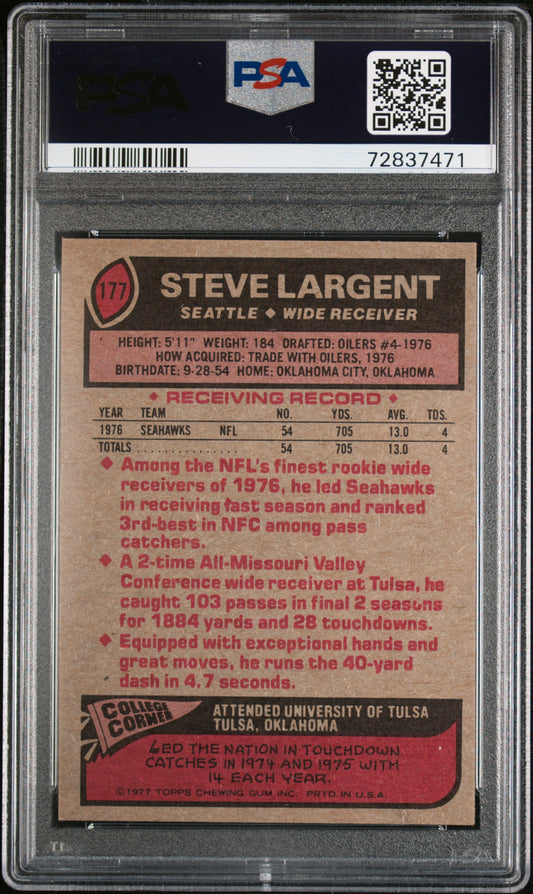 PSA
PSA
72837471
177
STEVE LARGENT
SEATTLE ◆ WIDE RECEIVER
HEIGHT: 5'11" WEIGHT: 184 DRAFTED: OILERS #4-1976
HOW ACQUIRED: TRADE WITH OILERS, 1976
BIRTHDATE: 9-28-54 HOME: OKLAHOMA CITY, OKLAHOMA
◆ RECEIVING RECORD ◆
YEAR TEAM NO. YDS. AVG. TDS.
1976 SEAHAWKS NFL 54 705 13.0 4
TOTALS . . . . . . . . . . . . . . . 54 705 13.0 4
◆ Among the NFL's finest rookie wide
receivers of 1976, he led Seahawks
in receiving last season and ranked
3rd-best in NFC among pass
catchers.
◆ A 2-time All-Missouri Valley
Conference wide receiver at Tulsa, he
caught 103 passes in final 2 seasons
for 1884 yards and 28 touchdowns.
◆ Equipped with exceptional hands and
great moves, he runs the 40-yard
dash in 4.7 seconds.
COLLEGE
CORNER
ATTENDED UNIVERSITY OF TULSA
TULSA, OKLAHOMA
LED THE NATION IN TOUCHDOWN
CATCHES IN 1974 AND 1975 WITH
14 EACH YEAR.
© 1977 TOPPS CHEWING GUM, INC. PRTD. IN U.S.A.
PSA